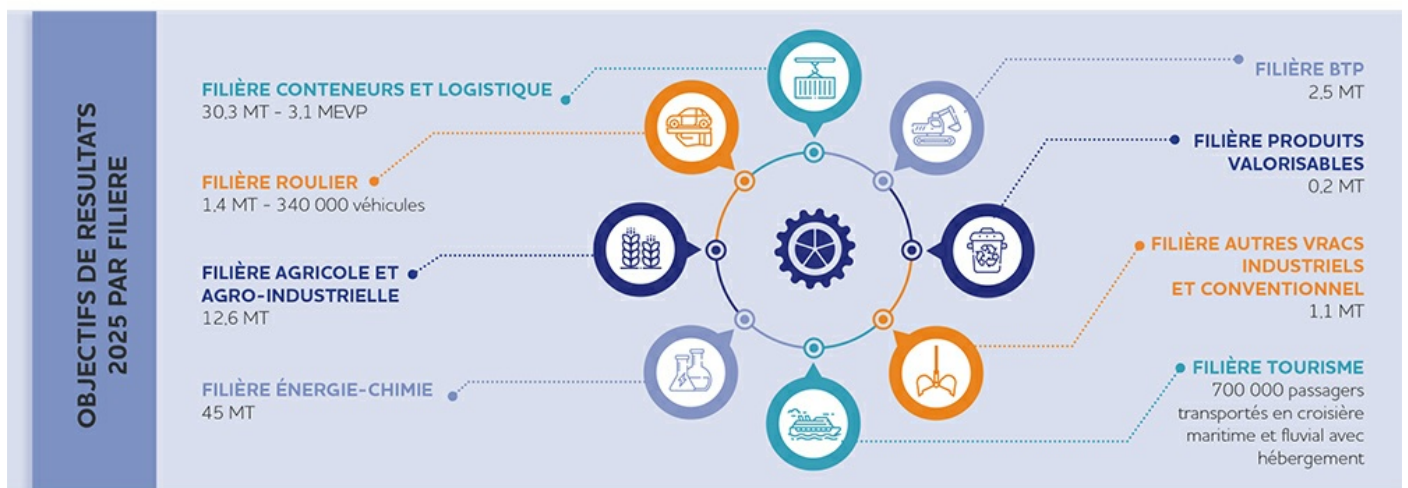 OBJECTIFS DE RESULTATS
2025 PAR FILIERE
FILIÈRE CONTENEURS ET LOGISTIQUE
30,3 MT - 3,1 MEVP
FILIÈRE ROULIER
1,4 MT - 340 000 véhicules
FILIÈRE AGRICOLE ET
AGRO-INDUSTRIELLE
12,6 MT
FILIÈRE ÉNERGIE-CHIMIE
45 MT
FILIÈRE BTP
2,5 MT
FILIÈRE PRODUITS
VALORISABLES
0,2 MT
FILIÈRE AUTRES VRACS
INDUSTRIELS
ET CONVENTIONNEL
1,1 MT
FILIÈRE TOURISME
700 000 passagers
transportés en croisière
maritime et fluvial avec
hébergement